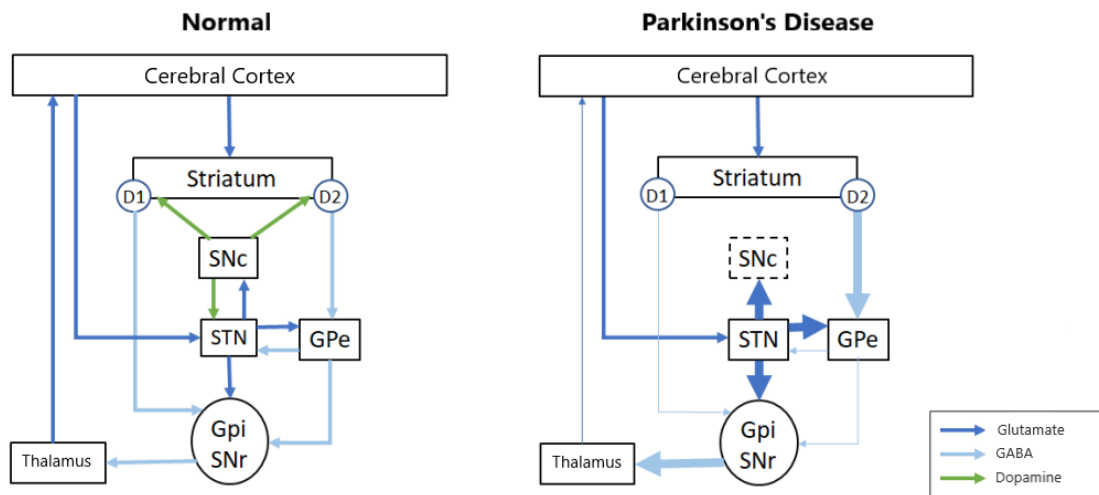 Normal
Cerebral Cortex
Striatum
D1
D2
SNc
STN
GPe
Gpi
SNr
Thalamus
Parkinson's Disease
Cerebral Cortex
Striatum
D1
D2
SNc
STN
GPe
Gpi
SNr
Thalamus
Glutamate
GABA
Dopamine